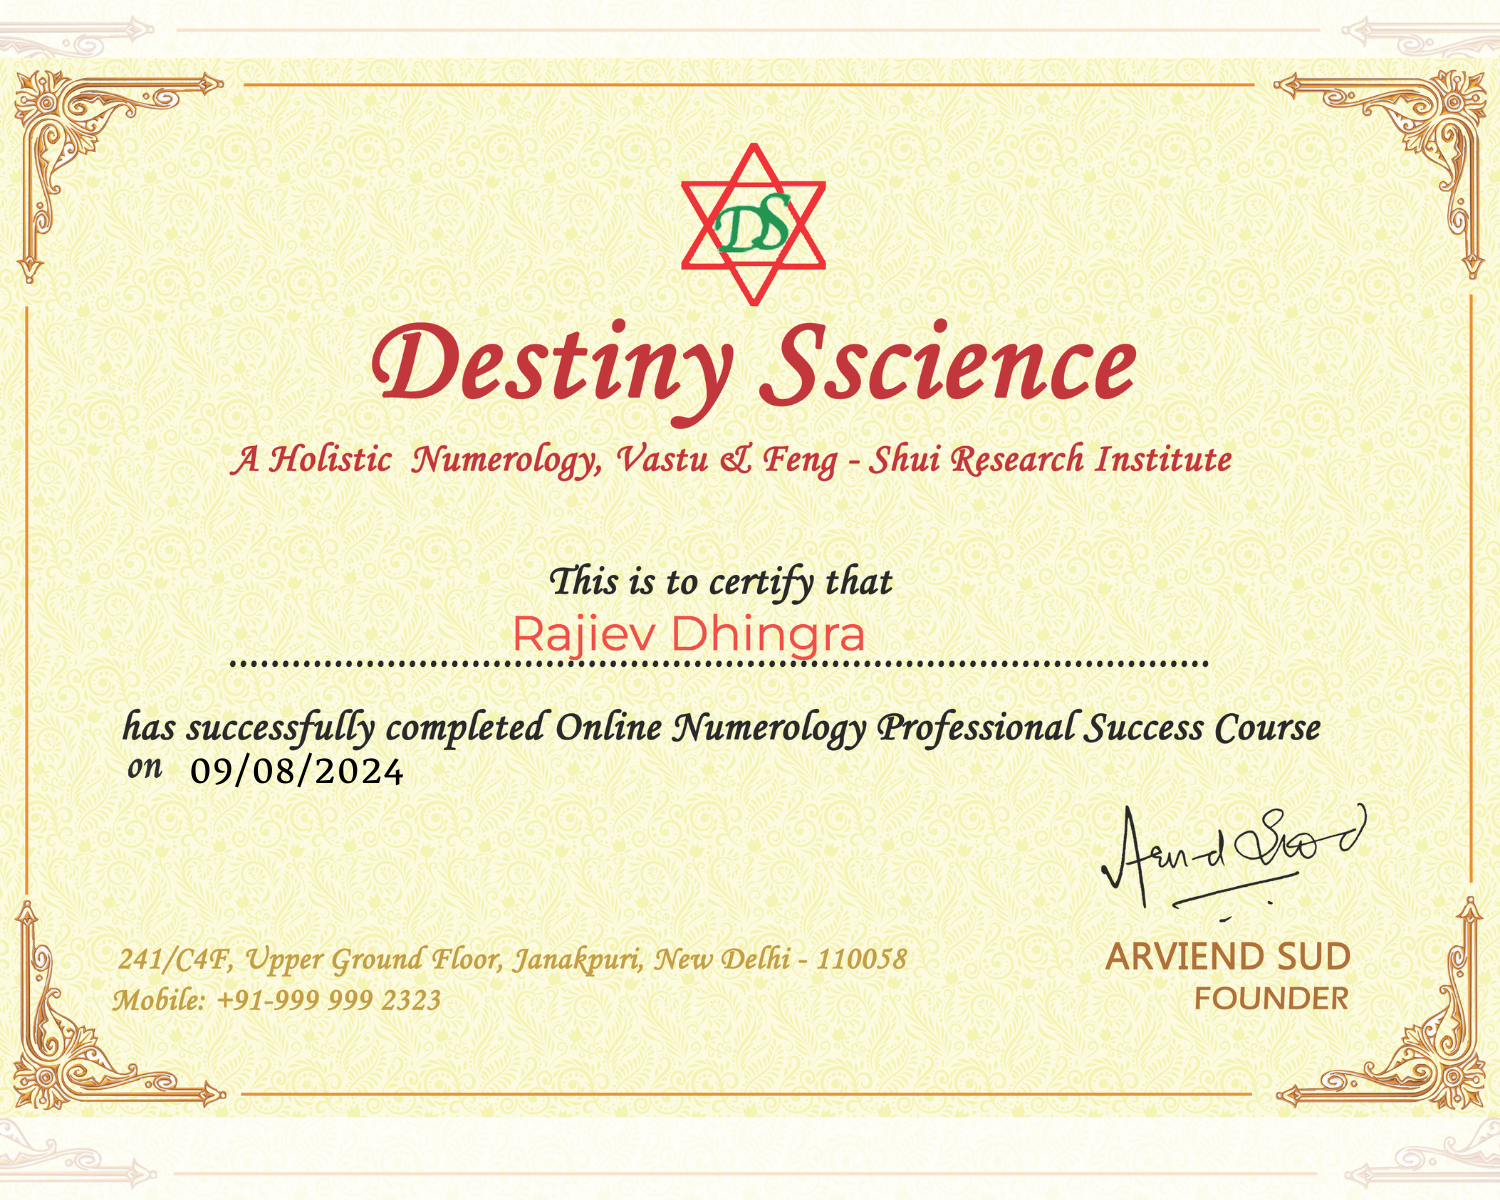 DS
Destiny Sscience
A Holistic Numerology, Vastu & Feng - Shui Research Institute
This is to certify that
Rajiev Dhingra
has successfully completed Online Numerology Professional Success Course
on 09/08/2024
Arvind Sood
241/C4F, Upper Ground Floor, Janakpuri, New Delhi - 110058
Mobile: +91-999 999 2323
ARVIEND SUD
FOUNDER